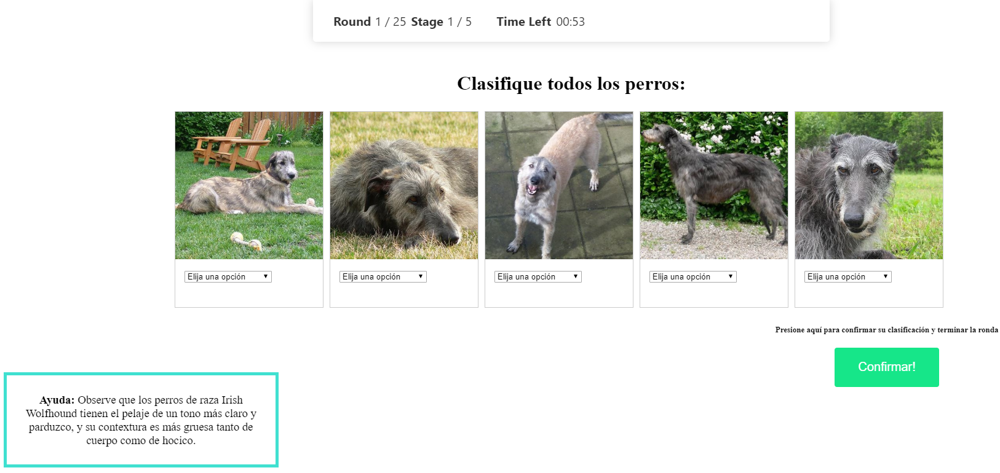 Round 1 / 25 Stage 1 / 5 Time Left 00:53
Clasifique todos los perros:
Elija una opción
Elija una opción
Elija una opción
Elija una opción
Elija una opción
Presione aquí para confirmar su clasificación y terminar la ronda
Confirmar!
Ayuda: Observe que los perros de raza Irish
Wolfhound tienen el pelaje de un tono más claro y
parduzco, y su contextura es más gruesa tanto de
cuerpo como de hocico.